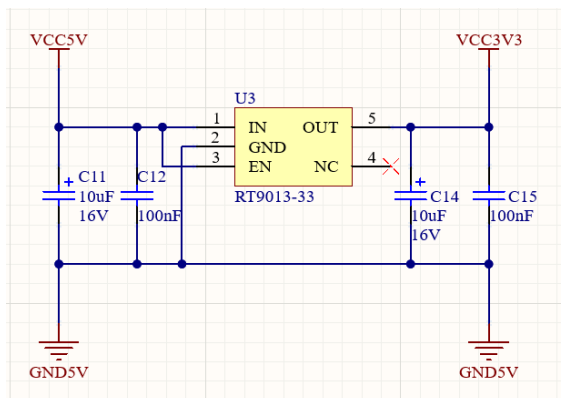 VCC5V
VCC3V3
U3
1
IN
OUT
5
2
GND
3
EN
NC
4
RT9013-33
C11
10uF
16V
C12
100nF
C14
10uF
16V
C15
100nF
GND5V
GND5V